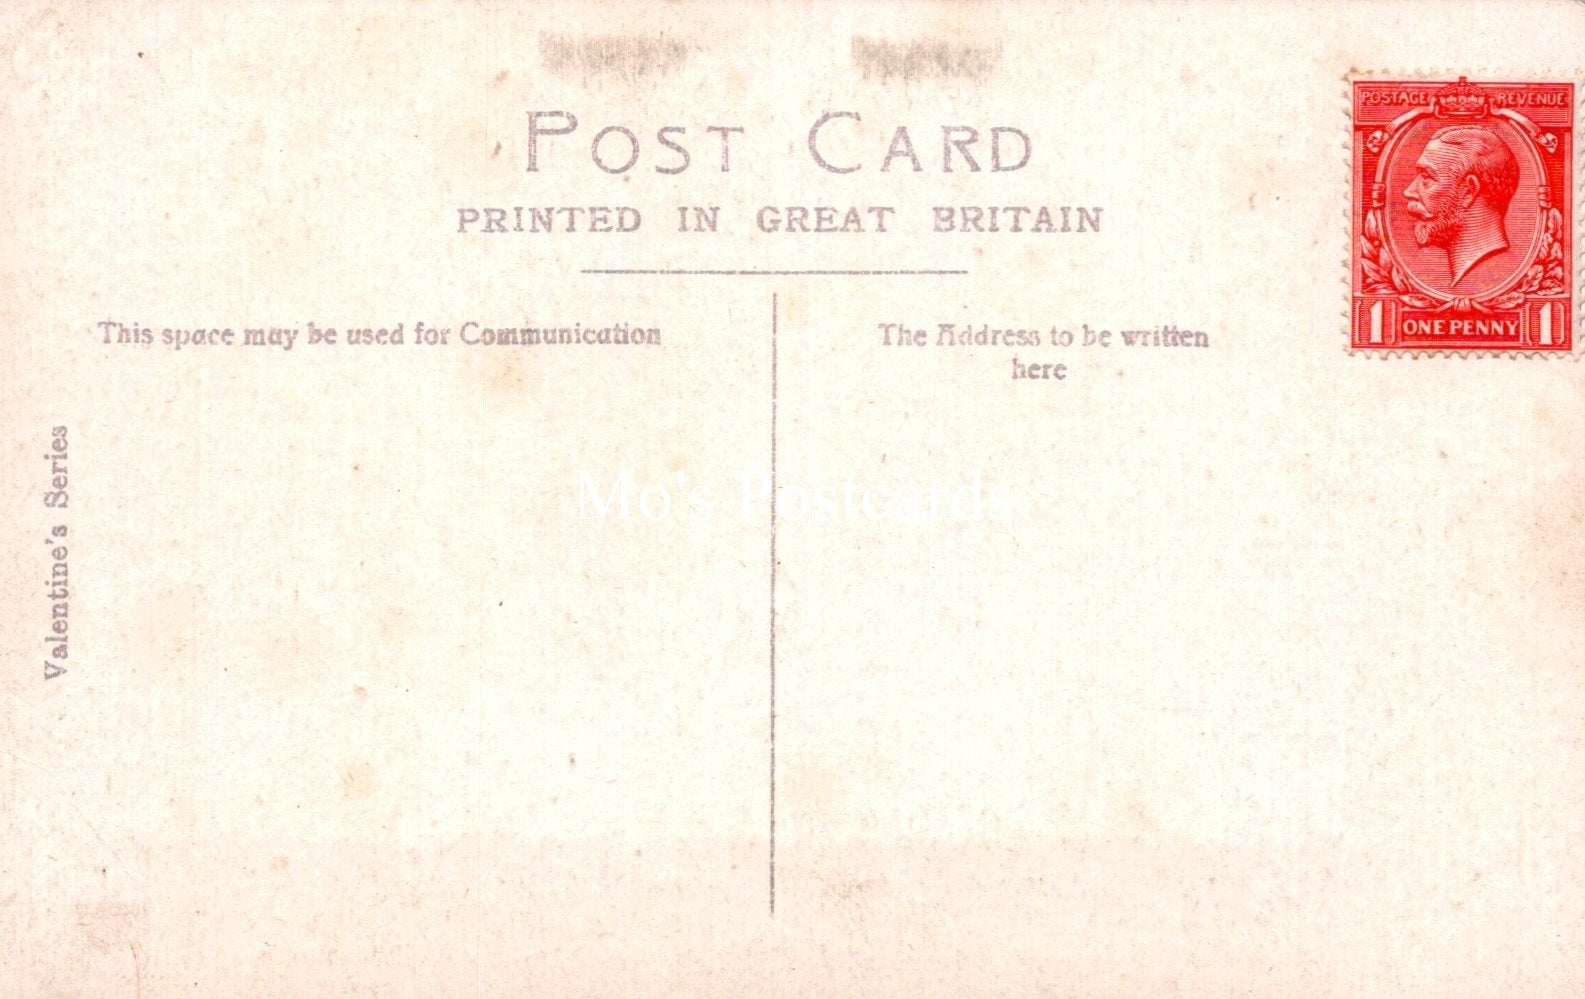 POST CARD
PRINTED IN GREAT BRITAIN
This space may be used for Communication
The Address to be written
here
Valentine's Series
POSTAGE REVENUE
1 ONE PENNY 1
Mo's Postcards